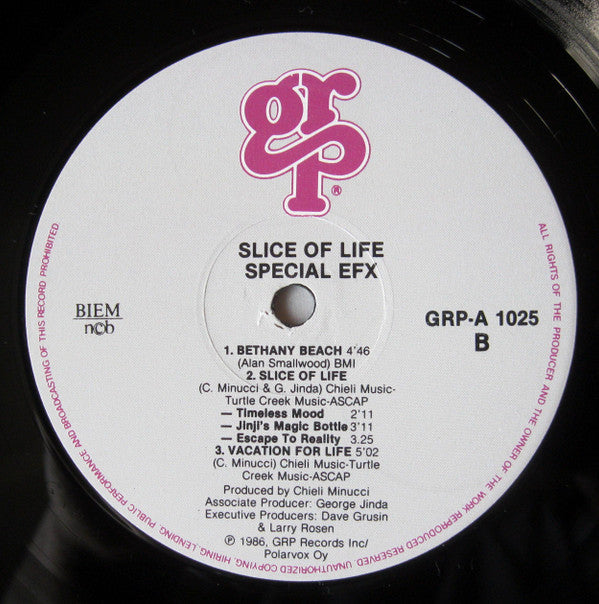 grp®
SLICE OF LIFE
SPECIAL EFX
BIEM
n©b
GRP-A 1025
B
1. BETHANY BEACH 4'46
(Alan Smallwood) BMI
2. SLICE OF LIFE
(C. Minucci & G. Jinda) Chieli Music-
Turtle Creek Music-ASCAP
— Timeless Mood 2'11
— Jinji's Magic Bottle 3'11
— Escape To Reality 3.25
3. VACATION FOR LIFE 5'02
(C. Minucci) Chieli Music-Turtle
Creek Music-ASCAP
Produced by Chieli Minucci
Associate Producer: George Jinda
Executive Producers: Dave Grusin
& Larry Rosen
℗ 1986, GRP Records Inc/
Polarvox Oy
ALL RIGHTS OF THE PRODUCER AND THE OWNER OF THE WORK REPRODUCED RESERVED UNAUTHORIZED COPYING, HIRING, LENDING, PUBLIC PERFORMANCE AND BROADCASTING OF THIS RECORD PROHIBITED